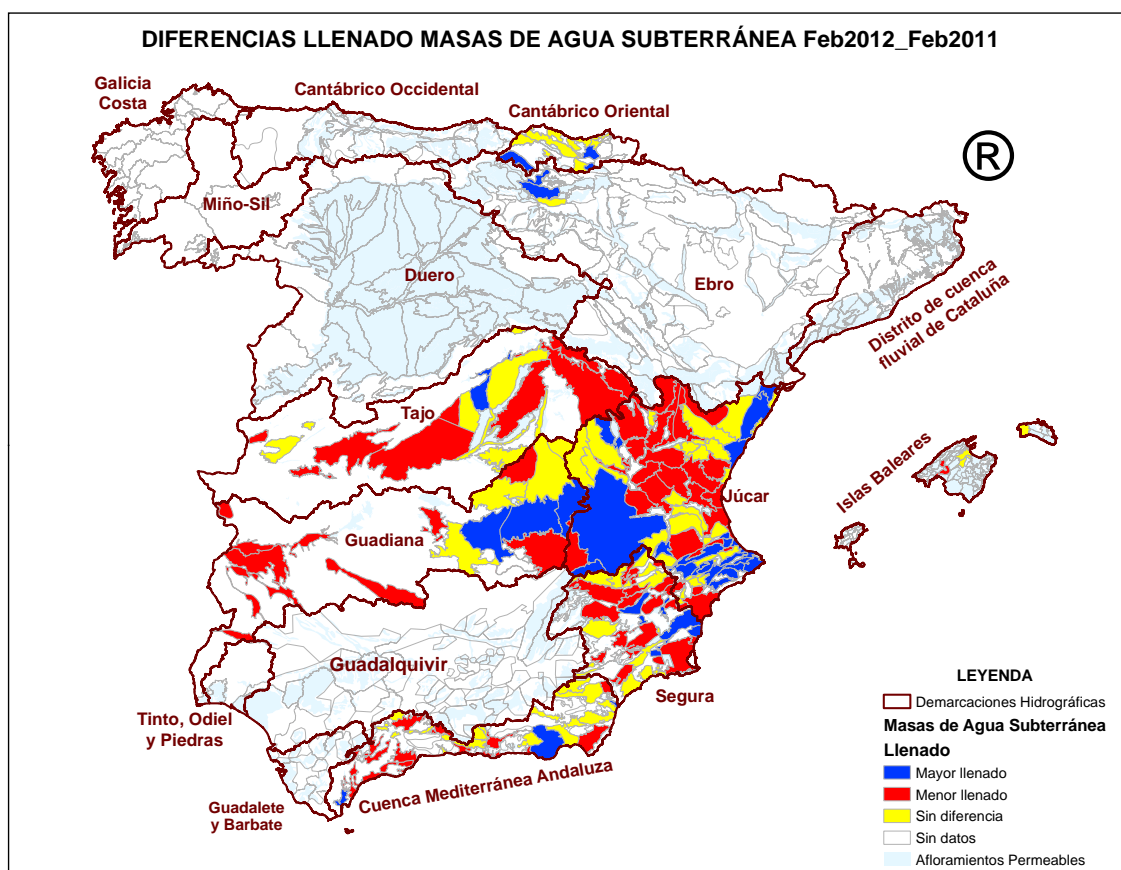 DIFERENCIAS LLENADO MASAS DE AGUA SUBTERRÁNEA Feb2012_Feb2011
Galicia
Costa
Cantábrico Occidental
Cantábrico Oriental
®
Miño-Sil
Duero
Ebro
Distrito de cuenca
fluvial de Cataluña
Tajo
Islas Baleares
Júcar
Guadiana
Guadalquivir
Segura
Tinto, Odiel
y Piedras
Cuenca Mediterránea Andaluza
Guadalete
y Barbate
LEYENDA
Demarcaciones Hidrográficas
Masas de Agua Subterránea
Llenado
Mayor llenado
Menor llenado
Sin diferencia
Sin datos
Afloramientos Permeables